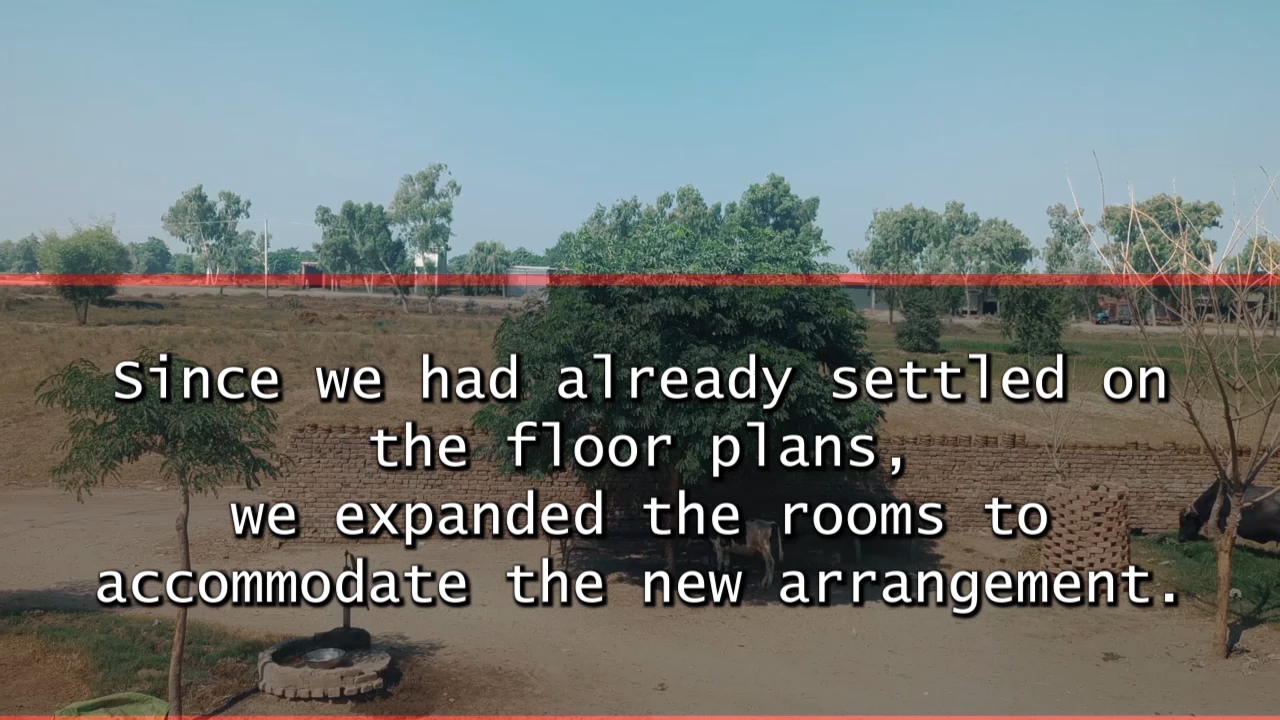 Since we had already settled on
the floor plans,
we expanded the rooms to
accommodate the new arrangement.